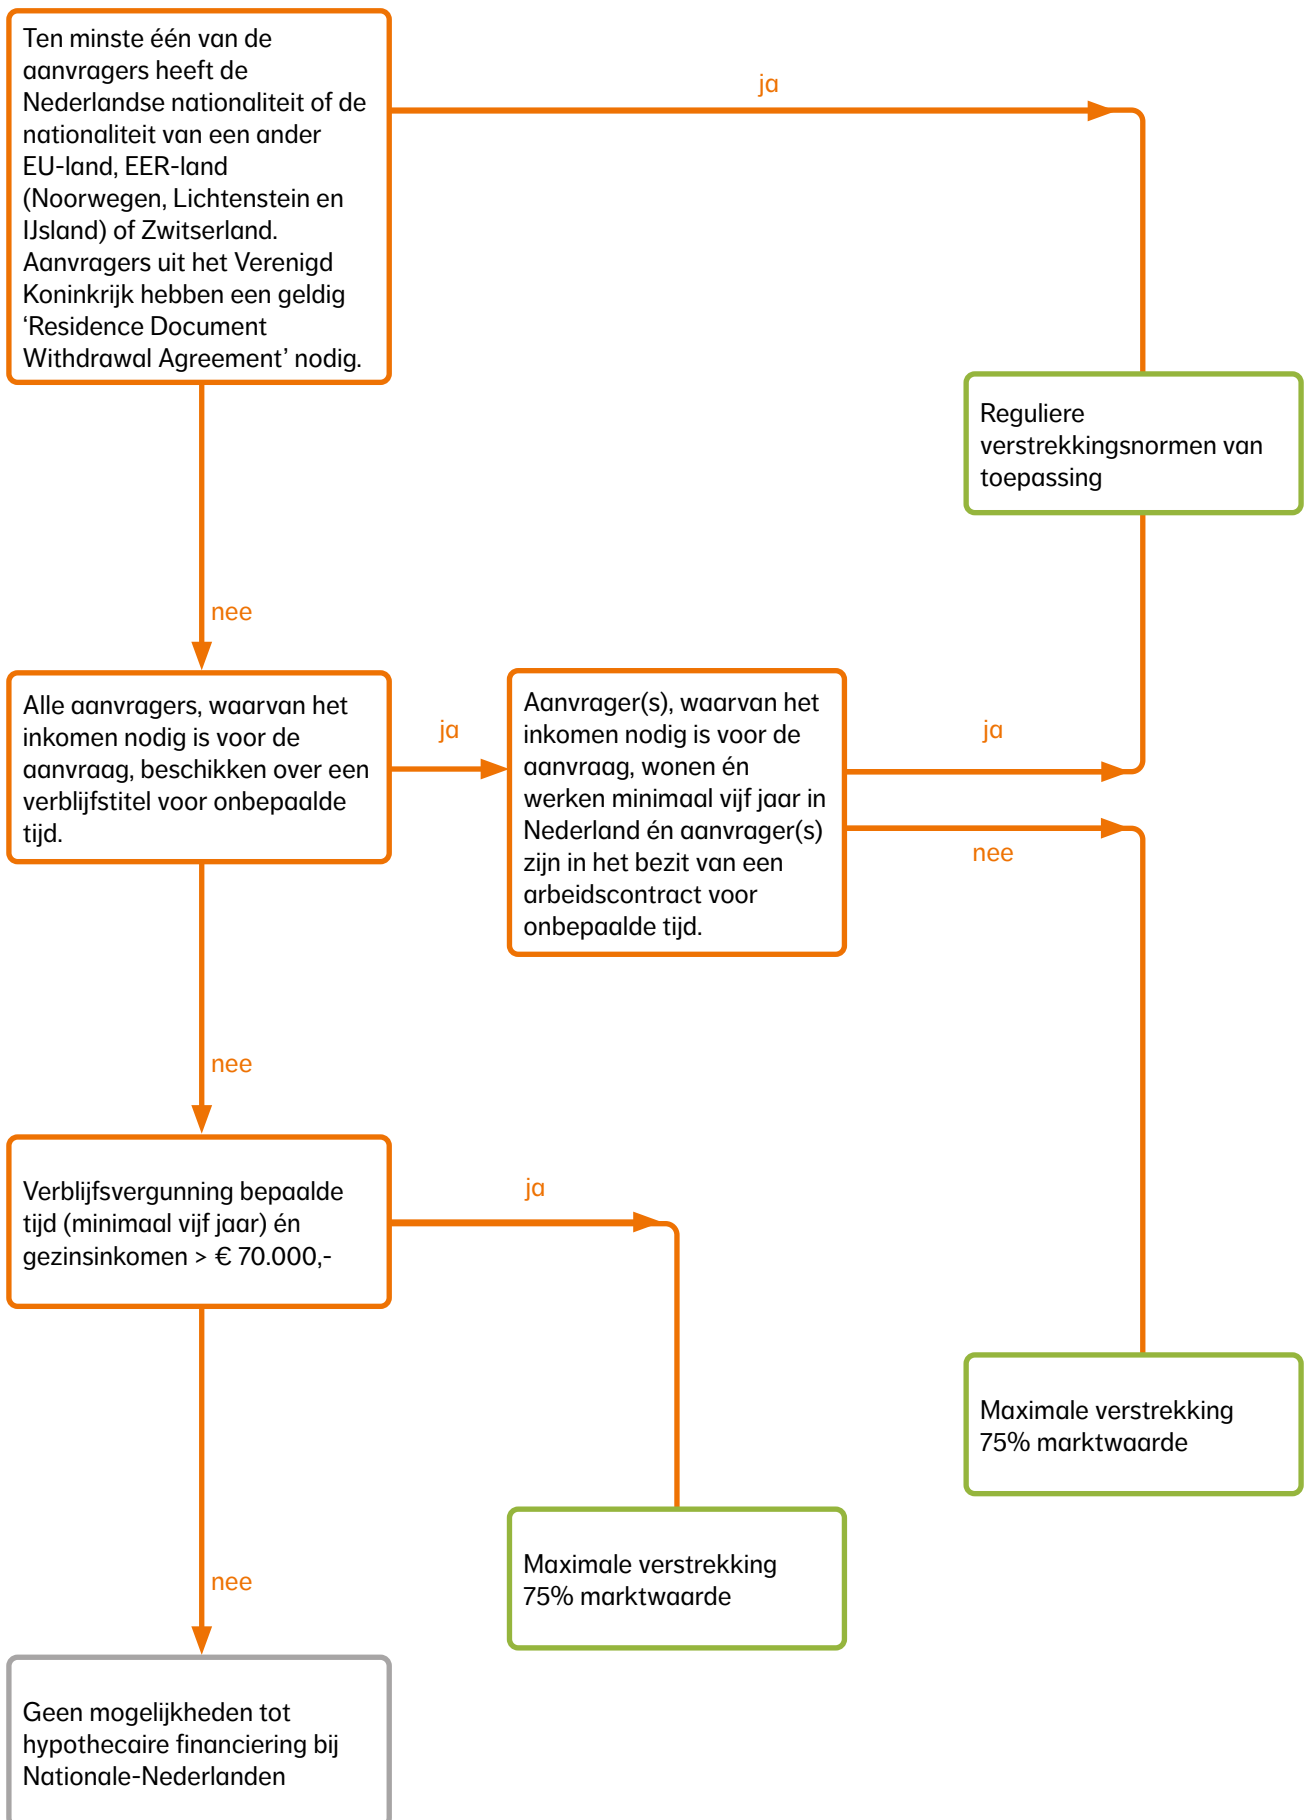 Ten minste één van de
aanvragers heeft de
Nederlandse nationaliteit of de
nationaliteit van een ander
EU-land, EER-land
(Noorwegen, Lichtenstein en
IJsland) of Zwitserland.
Aanvragers uit het Verenigd
Koninkrijk hebben een geldig
‘Residence Document
Withdrawal Agreement’ nodig.
ja
Reguliere
verstrekkingsnormen van
toepassing
nee
Alle aanvragers, waarvan het
inkomen nodig is voor de
aanvraag, beschikken over een
verblijfstitel voor onbepaalde
tijd.
ja
Aanvrager(s), waarvan het
inkomen nodig is voor de
aanvraag, wonen én
werken minimaal vijf jaar in
Nederland én aanvrager(s)
zijn in het bezit van een
arbeidscontract voor
onbepaalde tijd.
ja
nee
nee
Verblijfsvergunning bepaalde
tijd (minimaal vijf jaar) én
gezinsinkomen > € 70.000,-
ja
Maximale verstrekking
75% marktwaarde
Maximale verstrekking
75% marktwaarde
nee
Geen mogelijkheden tot
hypothecaire financiering bij
Nationale-Nederlanden